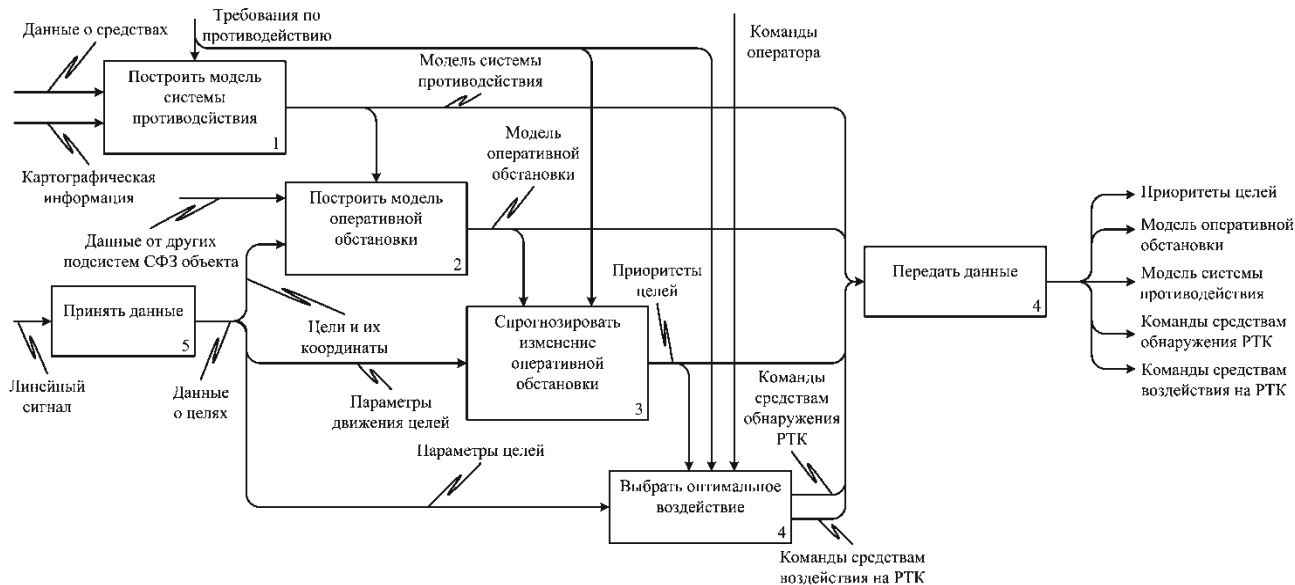 Требования по
противодействию
Команды
оператора
Данные о средствах
Построить модель
системы
противодействия
1
Модель системы
противодействия
Картографическая
информация
Модель
оперативной
обстановки
Построить модель
оперативной
обстановки
2
Данные от других
подсистем СФЗ объекта
Приоритеты целей
Модель оперативной
обстановки
Модель системы
противодействия
Команды средствам
обнаружения РТК
Команды средствам
воздействия на РТК
Передать данные
4
Приоритеты
целей
Принять данные
5
Цели и их
координаты
Спрогнозировать
изменение
оперативной
обстановки
3
Линейный
сигнал
Данные
о целях
Параметры
движения целей
Команды
средствам
обнаружения
РТК
Параметры целей
Выбрать оптимальное
воздействие
4
Команды средствам
воздействия на РТК